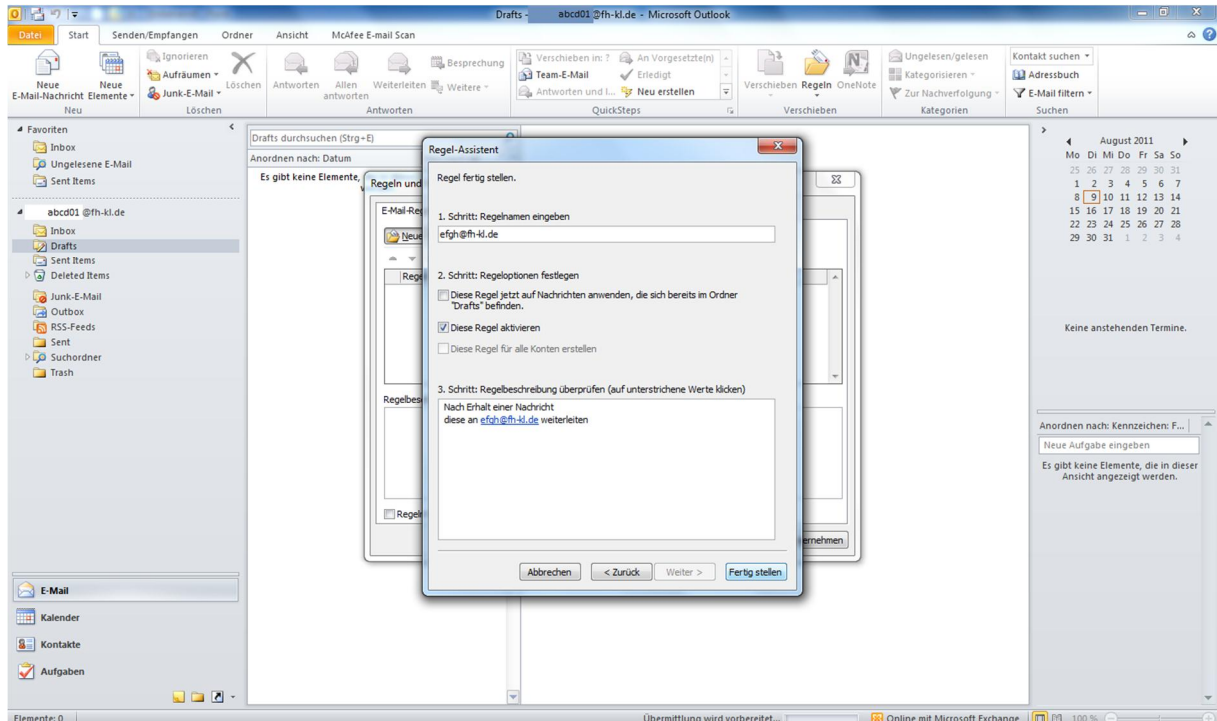 Drafts - abcd01 @fh-kl.de - Microsoft Outlook
Datei Start Senden/Empfangen Ordner Ansicht McAfee E-mail Scan
Neue E-Mail-Nachricht
Neue Elemente
Neu
Ignorieren
Aufräumen
Junk-E-Mail
Löschen
Löschen
Antworten
Allen antworten
Weiterleiten
Besprechung
Weitere
Antworten
Verschieben in: ?
Team-E-Mail
Antworten und l...
An Vorgesetzte(n)
Erledigt
Neu erstellen
QuickSteps
Verschieben
Regeln
OneNote
Verschieben
Ungelesen/gelesen
Kategorisieren
Zur Nachverfolgung
Kategorien
Kontakt suchen
Adressbuch
E-Mail filtern
Suchen
Favoriten
Inbox
Ungelesene E-Mail
Sent Items
abcd01 @fh-kl.de
Inbox
Drafts
Sent Items
Deleted Items
Junk-E-Mail
Outbox
RSS-Feeds
Sent
Suchordner
Trash
E-Mail
Kalender
Kontakte
Aufgaben
Drafts durchsuchen (Strg+E)
Anordnen nach: Datum
Es gibt keine Elemente,
Regeln und
E-Mail-Reg
Neue
Rege
Regelbes
Regel
ernehmen
Regel-Assistent
Regel fertig stellen.
1. Schritt: Regelnamen eingeben
efgh@fh-kl.de
2. Schritt: Regeloptionen festlegen
Diese Regel jetzt auf Nachrichten anwenden, die sich bereits im Ordner
"Drafts" befinden.
Diese Regel aktivieren
Diese Regel für alle Konten erstellen
3. Schritt: Regelbeschreibung überprüfen (auf unterstrichene Werte klicken)
Nach Erhalt einer Nachricht
diese an efgh@fh-kl.de weiterleiten
Abbrechen < Zurück Weiter > Fertig stellen
August 2011
Mo Di Mi Do Fr Sa So
25 26 27 28 29 30 31
1 2 3 4 5 6 7
8 9 10 11 12 13 14
15 16 17 18 19 20 21
22 23 24 25 26 27 28
29 30 31 1 2 3 4
Keine anstehenden Termine.
Anordnen nach: Kennzeichen: F...
Neue Aufgabe eingeben
Es gibt keine Elemente, die in dieser
Ansicht angezeigt werden.
Elemente: 0
Übermittlung wird vorbereitet...
Online mit Microsoft Exchange
100 %